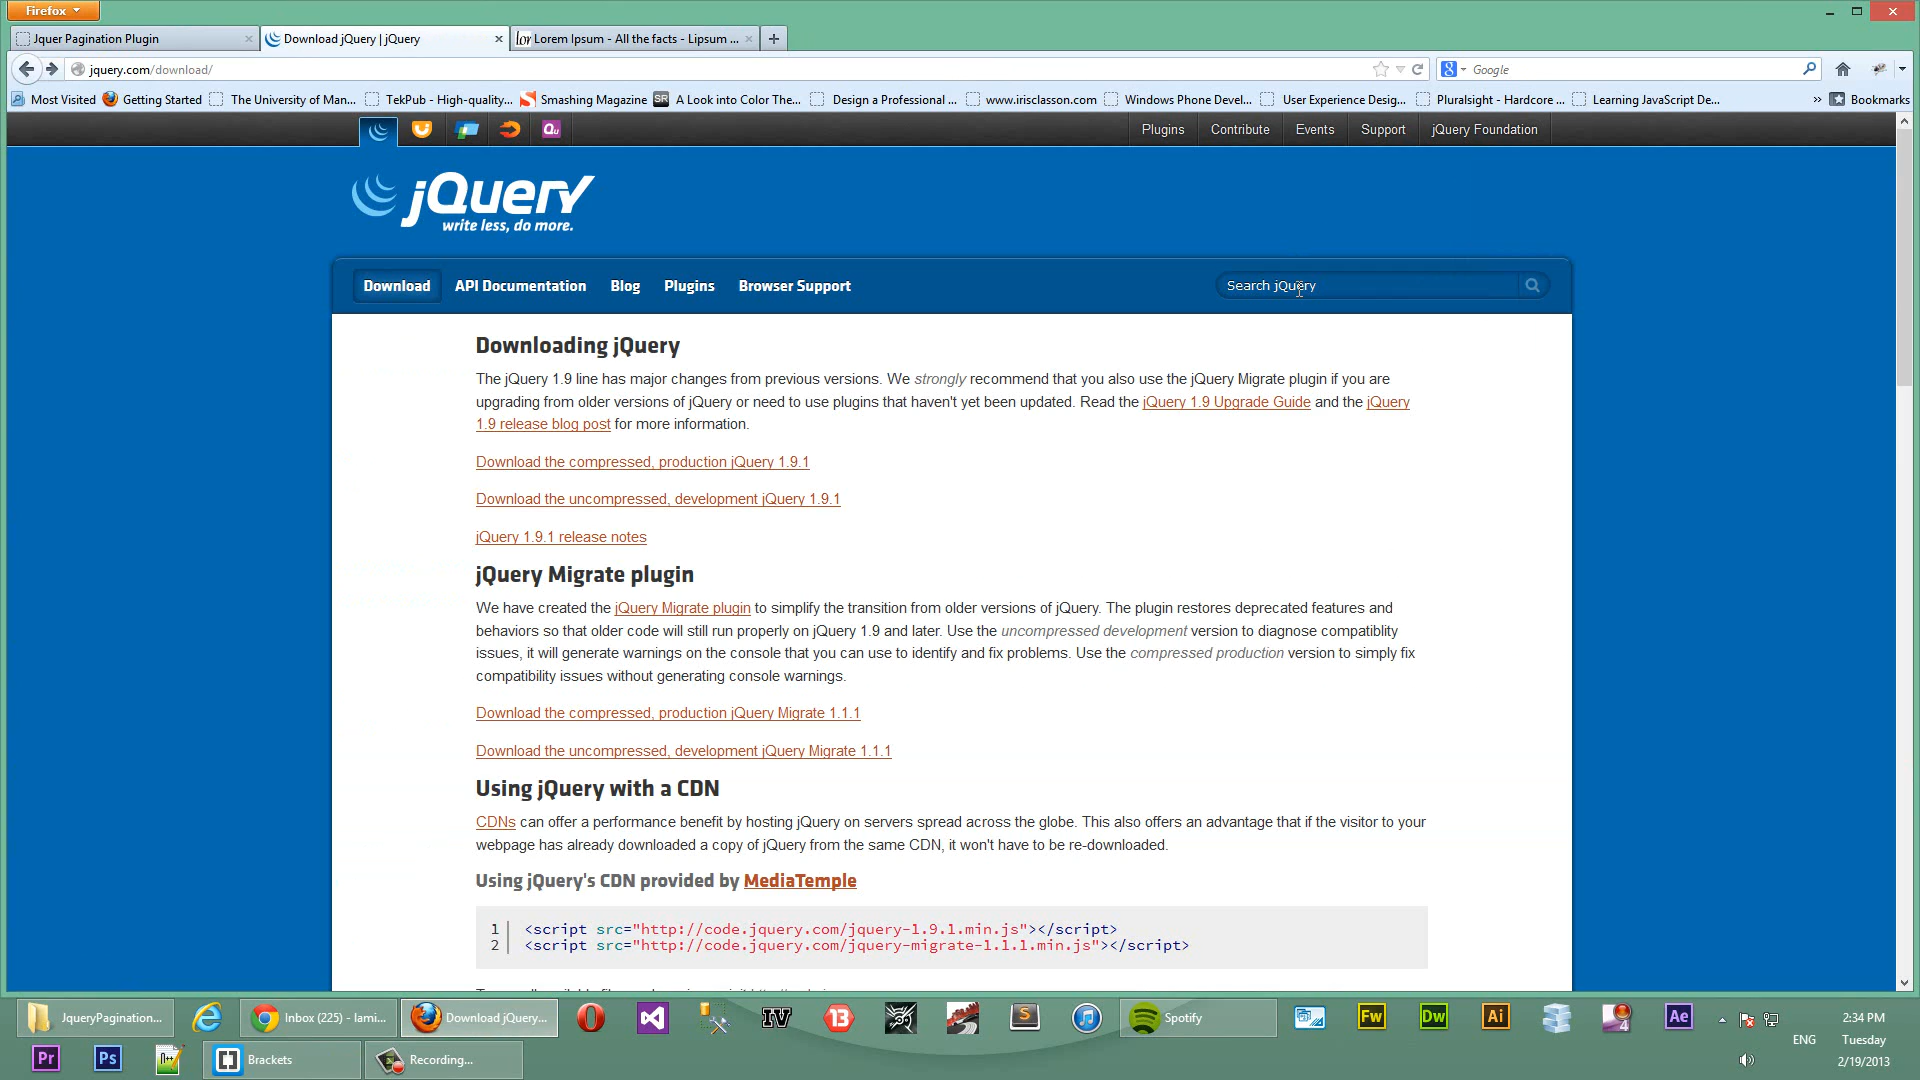 Firefox
Jquer Pagination Plugin
Download jQuery | jQuery
Lorem Ipsum - All the facts - Lipsum ...
jquery.com/download/
Google
Most Visited
Getting Started
The University of Man...
TekPub - High-quality,...
Smashing Magazine
SR
A Look into Color The...
Design a Professional ...
www.irisclasson.com
Windows Phone Devel...
User Experience Desig...
Pluralsight - Hardcore ...
Learning JavaScript De...
Bookmarks
Plugins
Contribute
Events
Support
jQuery Foundation
jQuery
write less, do more.
Download
API Documentation
Blog
Plugins
Browser Support
Search jQuery
Downloading jQuery
The jQuery 1.9 line has major changes from previous versions. We strongly recommend that you also use the jQuery Migrate plugin if you are
upgrading from older versions of jQuery or need to use plugins that haven't yet been updated. Read the jQuery 1.9 Upgrade Guide and the jQuery
1.9 release blog post for more information.
Download the compressed, production jQuery 1.9.1
Download the uncompressed, development jQuery 1.9.1
jQuery 1.9.1 release notes
jQuery Migrate plugin
We have created the jQuery Migrate plugin to simplify the transition from older versions of jQuery. The plugin restores deprecated features and
behaviors so that older code will still run properly on jQuery 1.9 and later. Use the uncompressed development version to diagnose compatiblity
issues, it will generate warnings on the console that you can use to identify and fix problems. Use the compressed production version to simply fix
compatibility issues without generating console warnings.
Download the compressed, production jQuery Migrate 1.1.1
Download the uncompressed, development jQuery Migrate 1.1.1
Using jQuery with a CDN
CDNs can offer a performance benefit by hosting jQuery on servers spread across the globe. This also offers an advantage that if the visitor to your
webpage has already downloaded a copy of jQuery from the same CDN, it won't have to be re-downloaded.
Using jQuery's CDN provided by MediaTemple
1 <script src="http://code.jquery.com/jquery-1.9.1.min.js"></script>
2 <script src="http://code.jquery.com/jquery-migrate-1.1.1.min.js"></script>
JqueryPagination...
Inbox (225) - lami...
Download jQuery...
IV
13
S
Spotify
Fw
Dw
Ai
4
Ae
2:34 PM
ENG
Tuesday
2/19/2013
Pr
Ps
Brackets
Recording...